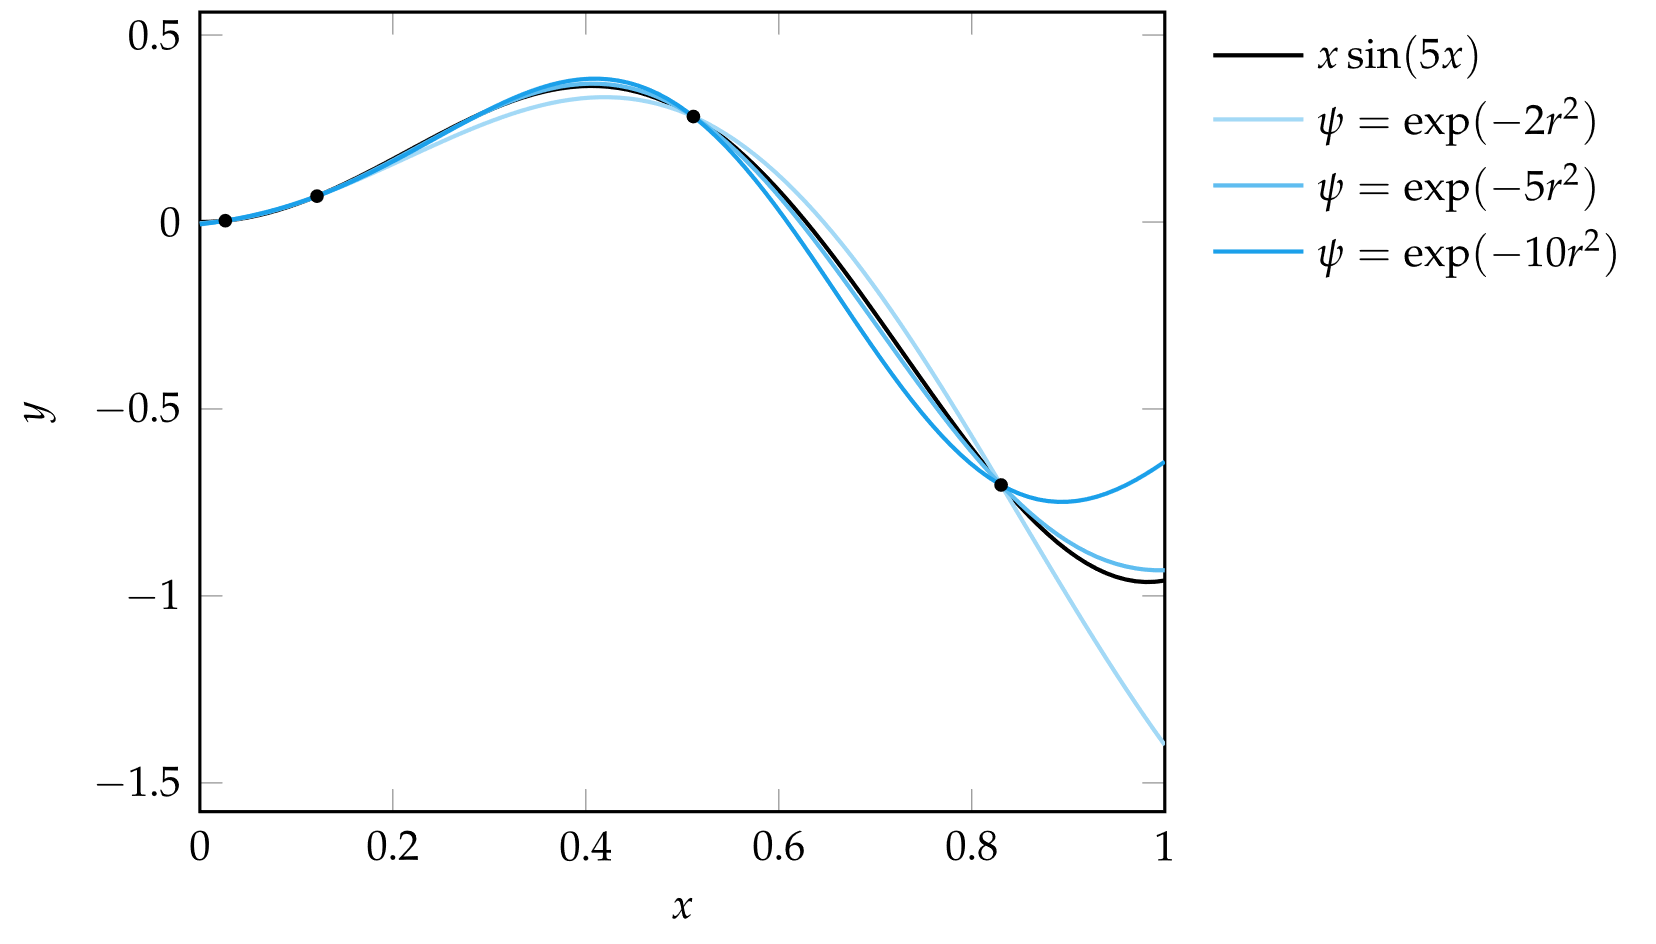 0.5
0
−0.5
−1
−1.5
y
0 0.2 0.4 0.6 0.8 1
x
x sin(5x)
ψ = exp(−2r²)
ψ = exp(−5r²)
ψ = exp(−10r²)